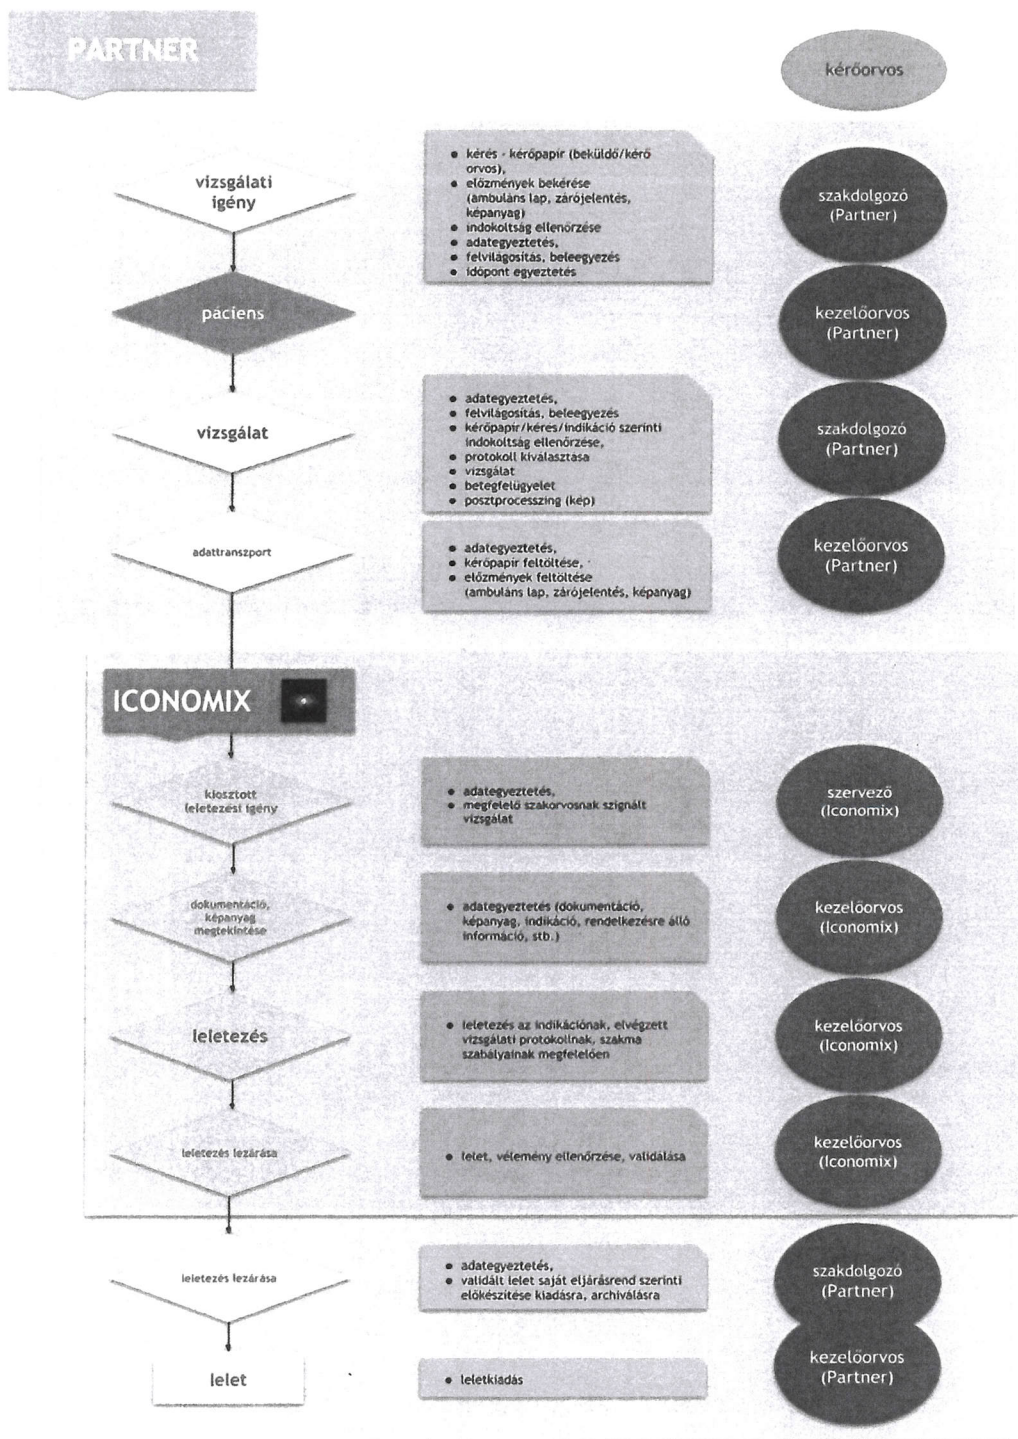 PARTNER
kérőorvos
vizsgálati
igény
• kérés - kérőpapír (beküldő/kérő
orvos),
• előzmények bekérése
(ambuláns lap, zárójelentés,
képanyag)
• indokoltság ellenőrzése
• adategyeztetés,
• felvilágosítás, beleegyezés
• időpont egyeztetés
szakdolgozó
(Partner)
páciens
kezelőorvos
(Partner)
vizsgálat
• adategyeztetés,
• felvilágosítás, beleegyezés
• kérőpapír/kérés/indikáció szerinti
indokoltság ellenőrzése,
• protokoll kiválasztása
• vizsgálat
• betegfelügyelet
• posztprocesszing (kép)
szakdolgozó
(Partner)
adattranszport
• adategyeztetés,
• kérőpapír feltöltése,
• előzmények feltöltése
(ambuláns lap, zárójelentés, képanyag)
kezelőorvos
(Partner)
ICONOMIX
kiosztott
leletezési igény
• adategyeztetés,
• megfelelő szakorvosnak szignált
vizsgálat
szervező
(Iconomix)
dokumentáció,
képanyag
megtekintése
• adategyeztetés (dokumentáció,
képanyag, indikáció, rendelkezésre álló
információ, stb.)
kezelőorvos
(Iconomix)
leletezés
• leletezés az indikációnak, elvégzett
vizsgálati protokollnak, szakma
szabályainak megfelelően
kezelőorvos
(Iconomix)
leletezés lezárása
• lelet, vélemény ellenőrzése, validálása
kezelőorvos
(Iconomix)
leletezés lezárása
• adategyeztetés,
• validált lelet saját eljárásrend szerinti
előkészítése kiadásra, archiválásra
szakdolgozó
(Partner)
lelet
• leletkiadás
kezelőorvos
(Partner)